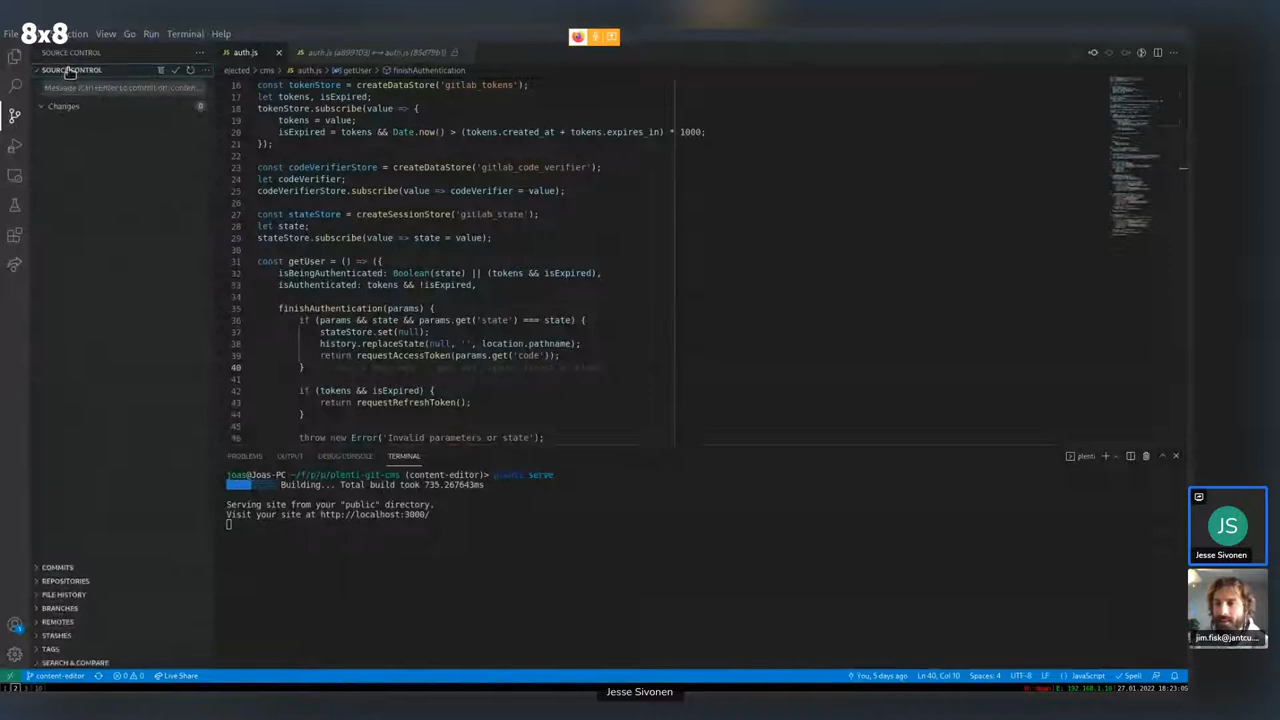 8x8
File
Selection
View
Go
Run
Terminal
Help
SOURCE CONTROL
auth.js
auth.js (a899103) ⟷ auth.js (85d79b1)
SOURCE CONTROL
ejected > cms > auth.js > getUser > finishAuthentication
Message (Ctrl+Enter to commit on 'conten...
Changes
0
16 const tokenStore = createDataStore('gitlab_tokens');
17 let tokens, isExpired;
18 tokenStore.subscribe(value => {
19 tokens = value;
20 isExpired = tokens && Date.now() > (tokens.created_at + tokens.expires_in) * 1000;
21 });
22
23 const codeVerifierStore = createDataStore('gitlab_code_verifier');
24 let codeVerifier;
25 codeVerifierStore.subscribe(value => codeVerifier = value);
26
27 const stateStore = createSessionStore('gitlab_state');
28 let state;
29 stateStore.subscribe(value => state = value);
30
31 const getUser = () => ({
32 isBeingAuthenticated: Boolean(state) || (tokens && isExpired),
33 isAuthenticated: tokens && !isExpired,
34
35 finishAuthentication(params) {
36 if (params && state && params.get('state') === state) {
37 stateStore.set(null);
38 history.replaceState(null, '', location.pathname);
39 return requestAccessToken(params.get('code'));
40 }
41
42 if (tokens && isExpired) {
43 return requestRefreshToken();
44 }
45
46 throw new Error('Invalid parameters or state');
PROBLEMS
OUTPUT
DEBUG CONSOLE
TERMINAL
plenti
joas@Joas-PC ~/f/p/p/plenti-git-cms (content-editor)> plenti serve
Building... Total build took 735.267643ms
Serving site from your "public" directory.
Visit your site at http://localhost:3000/
COMMITS
REPOSITORIES
FILE HISTORY
BRANCHES
REMOTES
STASHES
TAGS
SEARCH & COMPARE
JS
Jesse Sivonen
jim.fisk@jantcu....
content-editor
0
0
Live Share
You, 5 days ago
Ln 40, Col 10
Spaces: 4
UTF-8
LF
JavaScript
Spell
27.01.2022 18:23:05
Jesse Sivonen